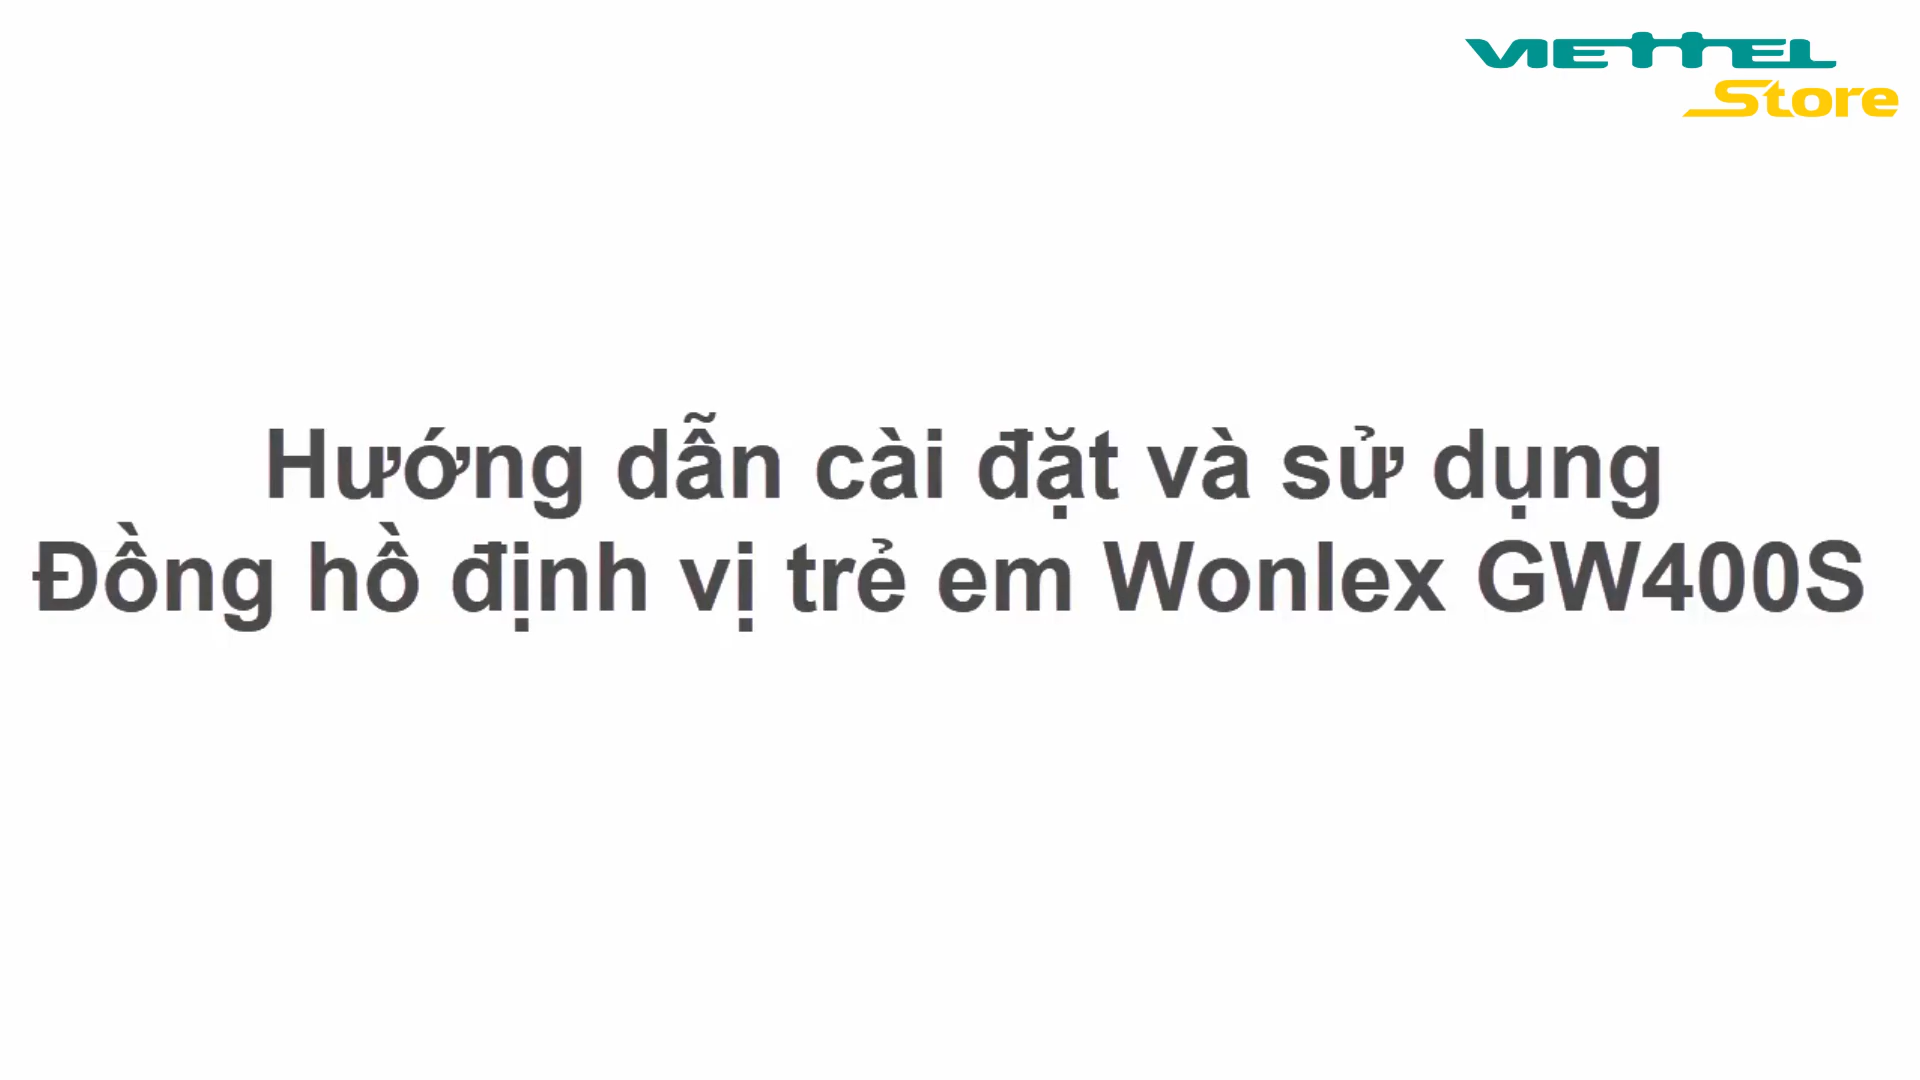 VIETTEL
Store
Hướng dẫn cài đặt và sử dụng
Đồng hồ định vị trẻ em Wonlex GW400S